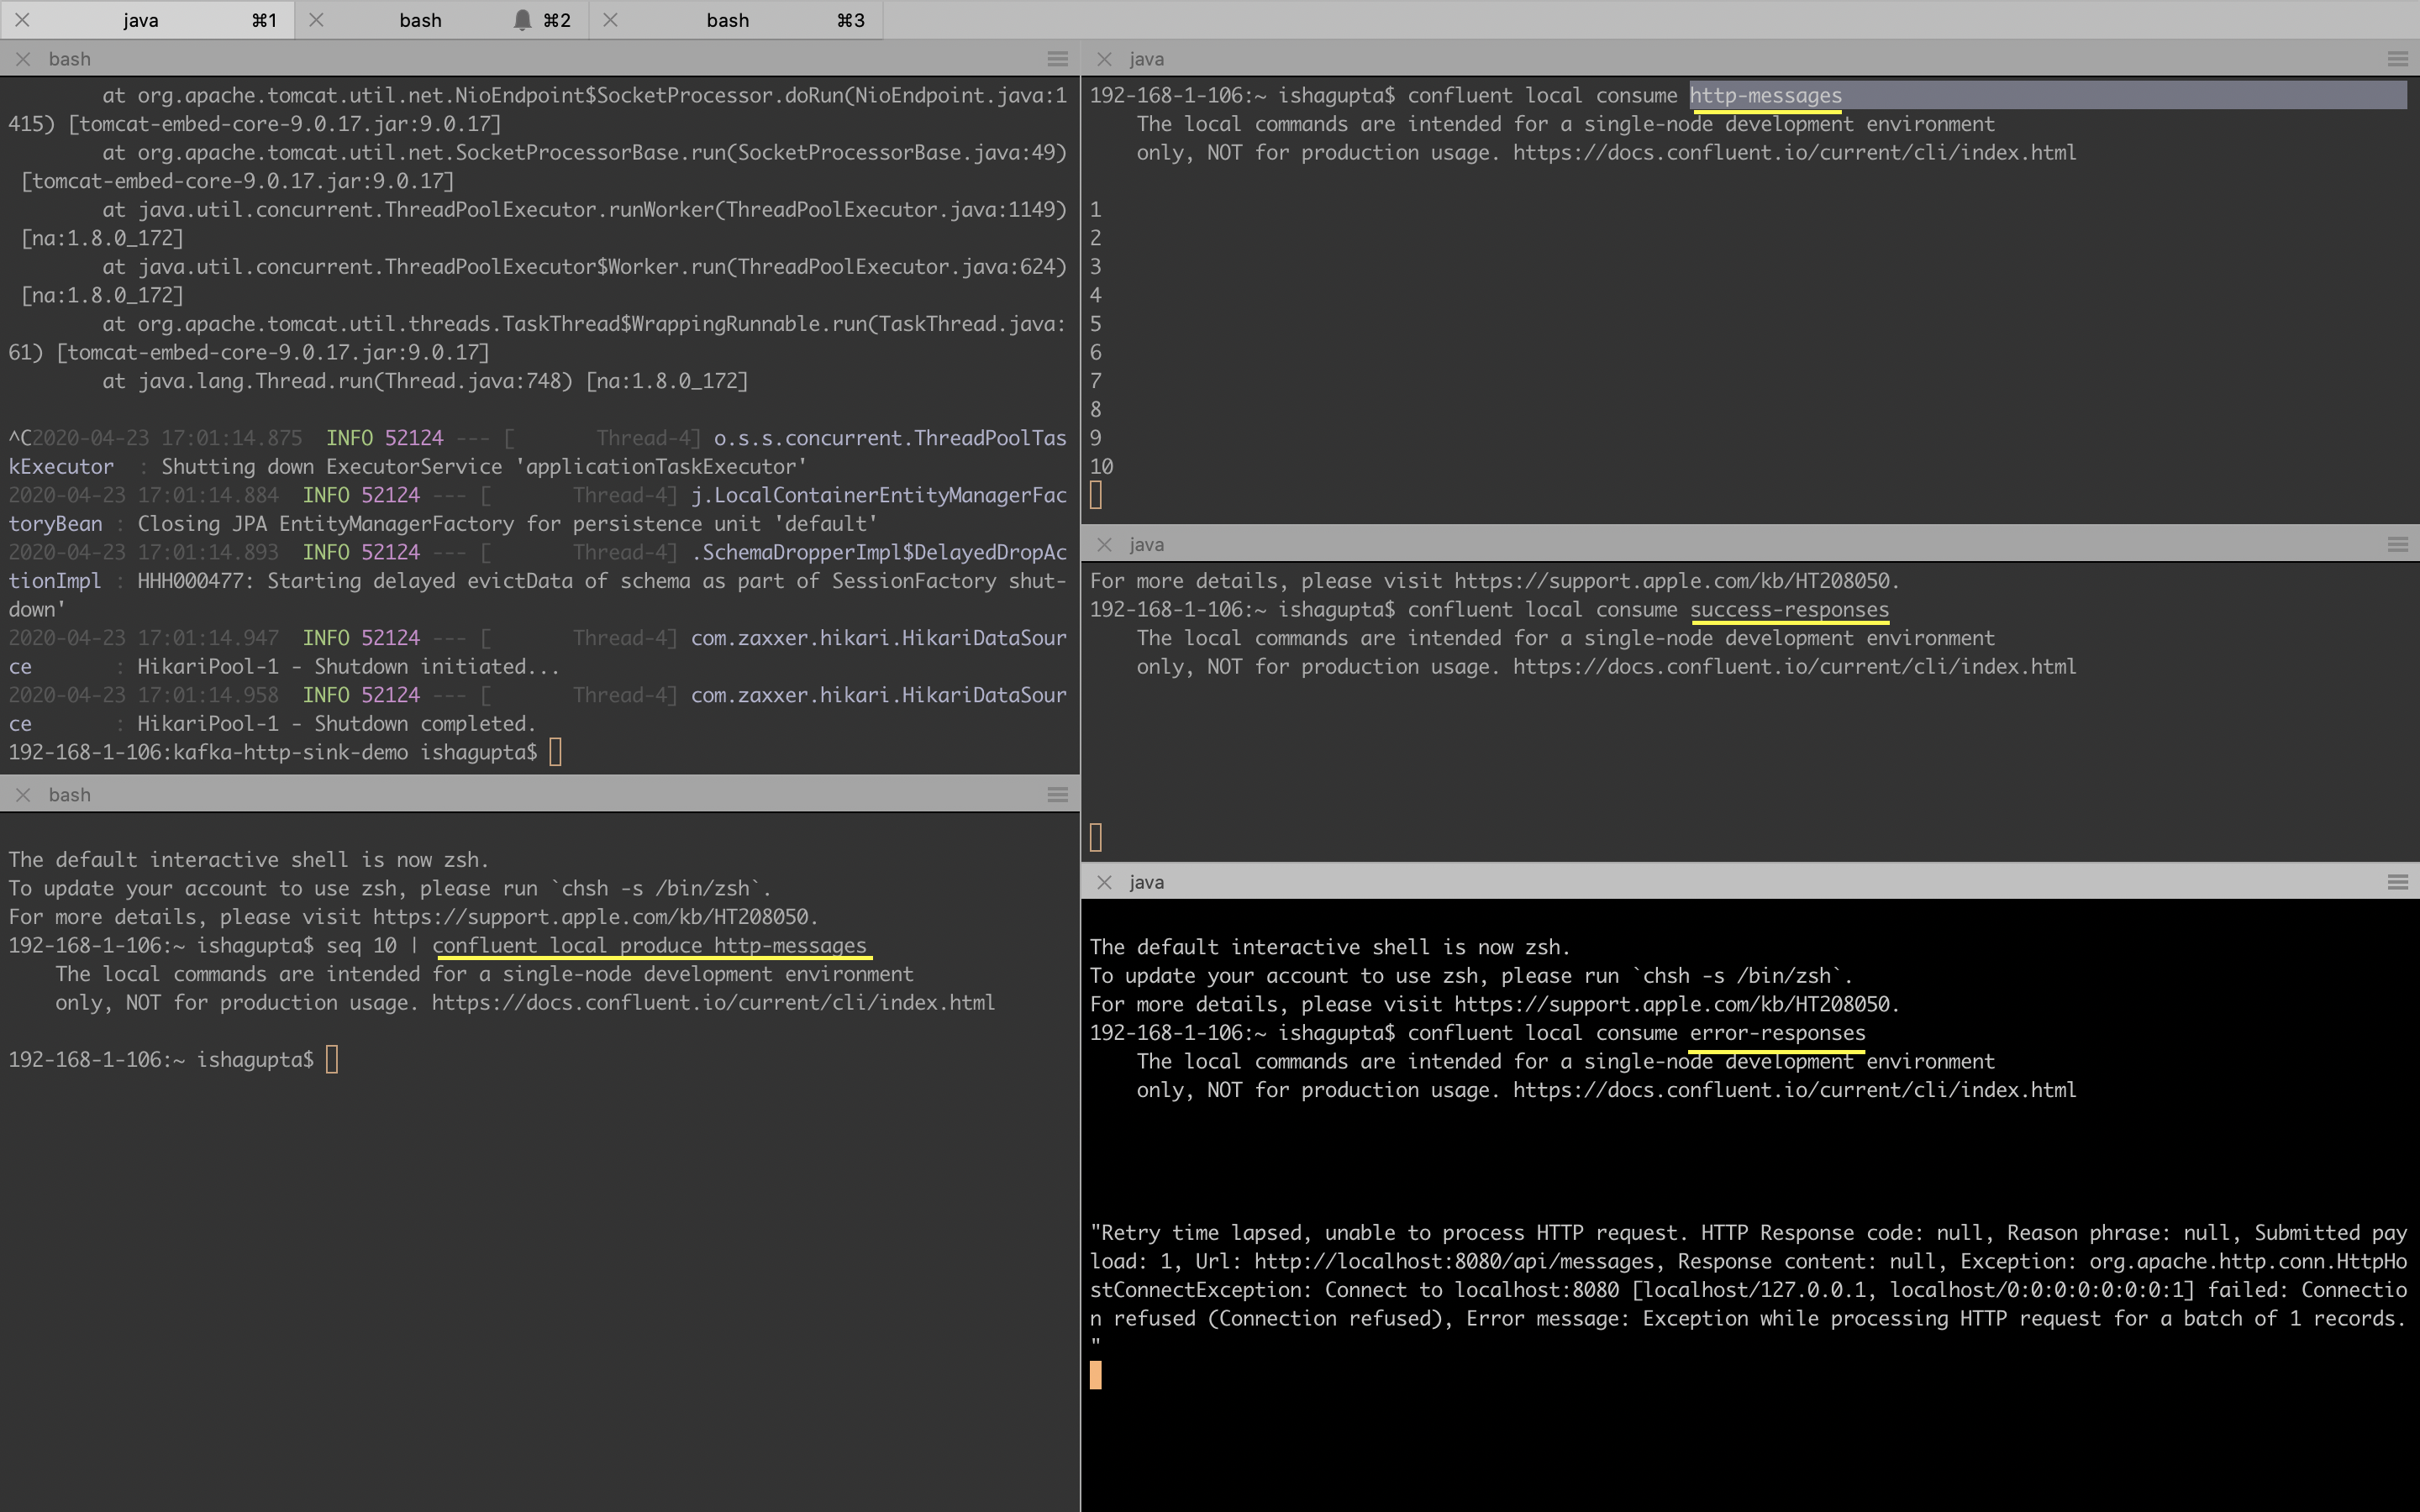 java ⌘1 bash ⌘2 bash ⌘3
bash
at org.apache.tomcat.util.net.NioEndpoint$SocketProcessor.doRun(NioEndpoint.java:1
415) [tomcat-embed-core-9.0.17.jar:9.0.17]
at org.apache.tomcat.util.net.SocketProcessorBase.run(SocketProcessorBase.java:49)
[tomcat-embed-core-9.0.17.jar:9.0.17]
at java.util.concurrent.ThreadPoolExecutor.runWorker(ThreadPoolExecutor.java:1149)
[na:1.8.0_172]
at java.util.concurrent.ThreadPoolExecutor$Worker.run(ThreadPoolExecutor.java:624)
[na:1.8.0_172]
at org.apache.tomcat.util.threads.TaskThread$WrappingRunnable.run(TaskThread.java:
61) [tomcat-embed-core-9.0.17.jar:9.0.17]
at java.lang.Thread.run(Thread.java:748) [na:1.8.0_172]
^C2020-04-23 17:01:14.875  INFO 52124 --- [       Thread-4] o.s.s.concurrent.ThreadPoolTas
kExecutor  : Shutting down ExecutorService 'applicationTaskExecutor'
2020-04-23 17:01:14.884  INFO 52124 --- [       Thread-4] j.LocalContainerEntityManagerFac
toryBean : Closing JPA EntityManagerFactory for persistence unit 'default'
2020-04-23 17:01:14.893  INFO 52124 --- [       Thread-4] .SchemaDropperImpl$DelayedDropAc
tionImpl : HHH000477: Starting delayed evictData of schema as part of SessionFactory shut-
down'
2020-04-23 17:01:14.947  INFO 52124 --- [       Thread-4] com.zaxxer.hikari.HikariDataSour
ce       : HikariPool-1 - Shutdown initiated...
2020-04-23 17:01:14.958  INFO 52124 --- [       Thread-4] com.zaxxer.hikari.HikariDataSour
ce       : HikariPool-1 - Shutdown completed.
192-168-1-106:kafka-http-sink-demo ishagupta$
bash
The default interactive shell is now zsh.
To update your account to use zsh, please run `chsh -s /bin/zsh`.
For more details, please visit https://support.apple.com/kb/HT208050.
192-168-1-106:~ ishagupta$ seq 10 | confluent local produce http-messages
The local commands are intended for a single-node development environment
only, NOT for production usage. https://docs.confluent.io/current/cli/index.html
192-168-1-106:~ ishagupta$
java
192-168-1-106:~ ishagupta$ confluent local consume http-messages
The local commands are intended for a single-node development environment
only, NOT for production usage. https://docs.confluent.io/current/cli/index.html
1
2
3
4
5
6
7
8
9
10
java
For more details, please visit https://support.apple.com/kb/HT208050.
192-168-1-106:~ ishagupta$ confluent local consume success-responses
The local commands are intended for a single-node development environment
only, NOT for production usage. https://docs.confluent.io/current/cli/index.html
java
The default interactive shell is now zsh.
To update your account to use zsh, please run `chsh -s /bin/zsh`.
For more details, please visit https://support.apple.com/kb/HT208050.
192-168-1-106:~ ishagupta$ confluent local consume error-responses
The local commands are intended for a single-node development environment
only, NOT for production usage. https://docs.confluent.io/current/cli/index.html
"Retry time lapsed, unable to process HTTP request. HTTP Response code: null, Reason phrase: null, Submitted pay
load: 1, Url: http://localhost:8080/api/messages, Response content: null, Exception: org.apache.http.conn.HttpHo
stConnectException: Connect to localhost:8080 [localhost/127.0.0.1, localhost/0:0:0:0:0:0:0:1] failed: Connectio
n refused (Connection refused), Error message: Exception while processing HTTP request for a batch of 1 records.
"